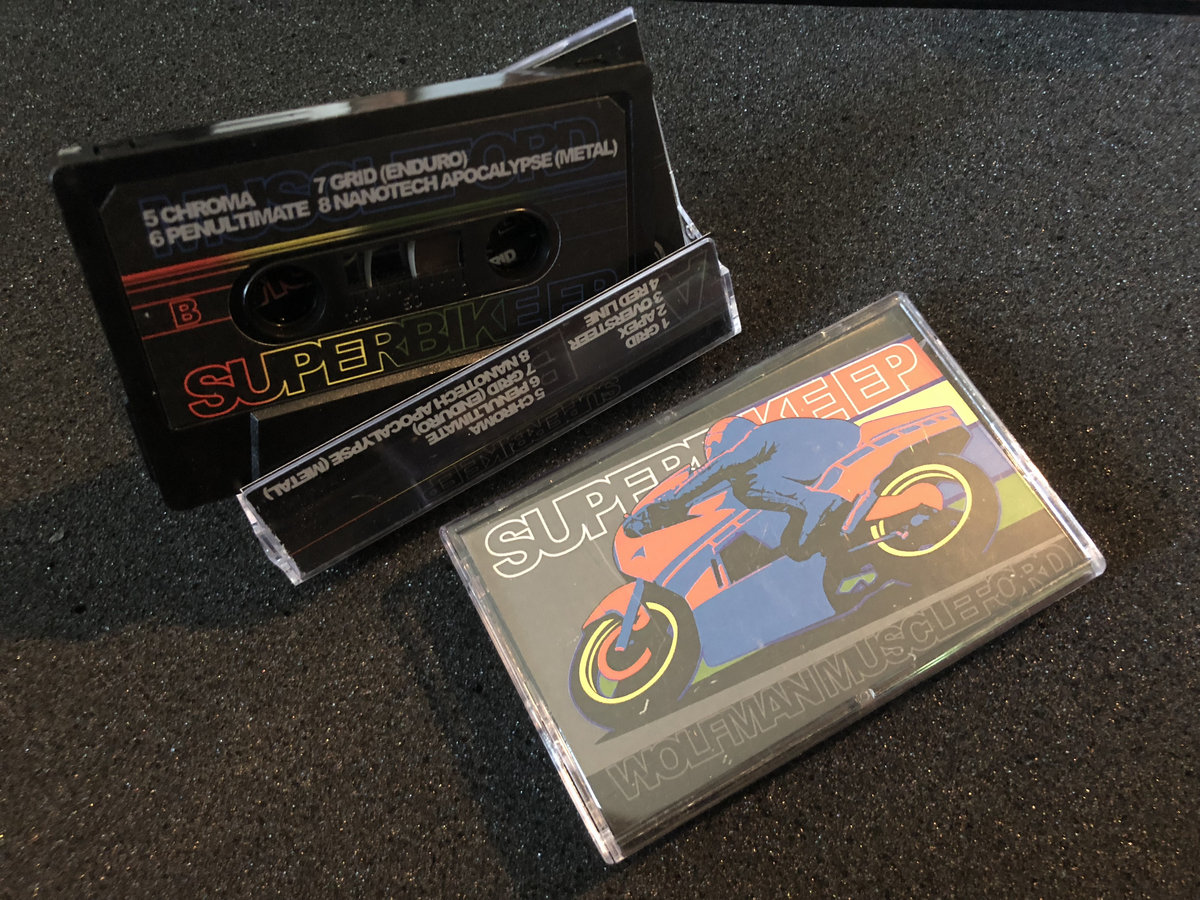 MUSCLEFORD
5 CHROMA
6 PENULTIMATE
7 GRID (ENDURO)
8 NANOTECH APOCALYPSE (METAL)
B
SUPERBIKE EP
1 GRID
2 APEX
3 OVERSTEER
4 RED LINE
5 CHROMA
6 PENULTIMATE
7 GRID (ENDURO)
8 NANOTECH APOCALYPSE (METAL)
SUPERBIKE EP
WOLFMAN MUSCLEFORD